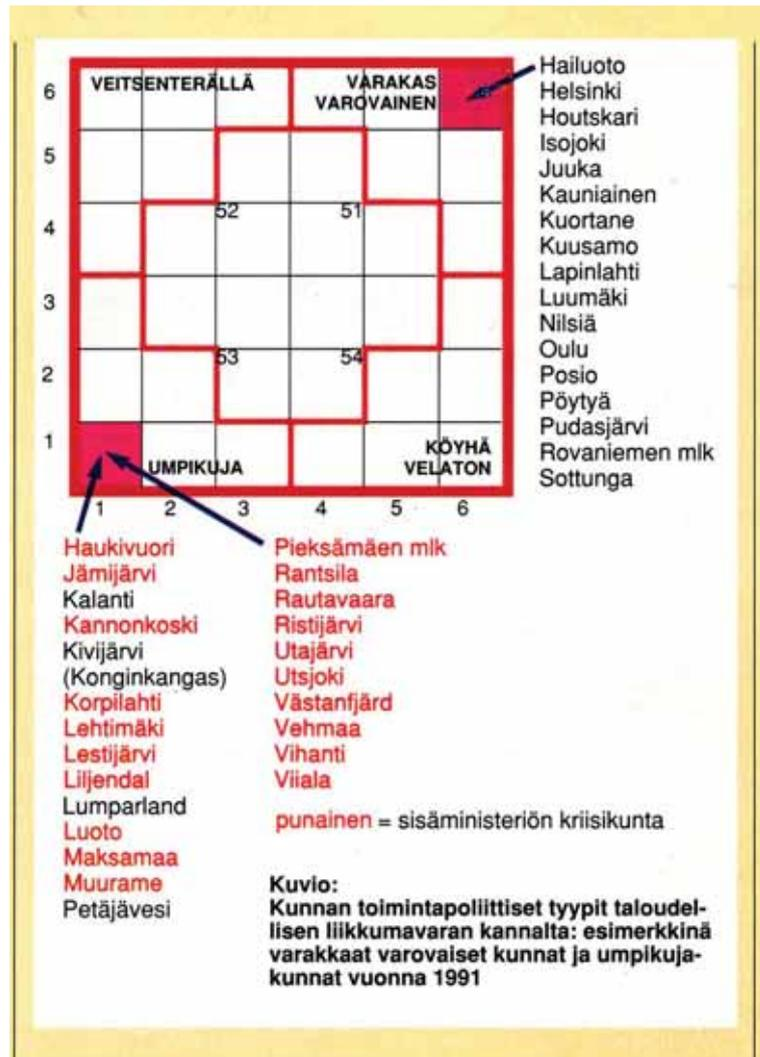 6
VEITSENTERÄLLÄ
VARAKAS
VAROVAINEN
5
4
52
51
3
2
53
54
1
UMPIKUJA
KÖYHÄ
VELATON
1 2 3 4 5 6
Hailuoto
Helsinki
Houtskari
Isojoki
Juuka
Kauniainen
Kuortane
Kuusamo
Lapinlahti
Luumäki
Nilsiä
Oulu
Posio
Pöytyä
Pudasjärvi
Rovaniemen mlk
Sottunga
Haukivuori
Jämijärvi
Kalanti
Kannonkoski
Kivijärvi
(Konginkangas)
Korpilahti
Lehtimäki
Lestijärvi
Liljendal
Lumparland
Luoto
Maksamaa
Muurame
Petäjävesi
Pieksämäen mlk
Rantsila
Rautavaara
Ristijärvi
Utajärvi
Utsjoki
Västanfjärd
Vehmaa
Vihanti
Viiala
punainen = sisäministeriön kriisikunta
Kuvio:
Kunnan toimintapoliittiset tyypit taloudel-
lisen liikkumavaran kannalta: esimerkkinä
varakkaat varovaiset kunnat ja umpikuja-
kunnat vuonna 1991